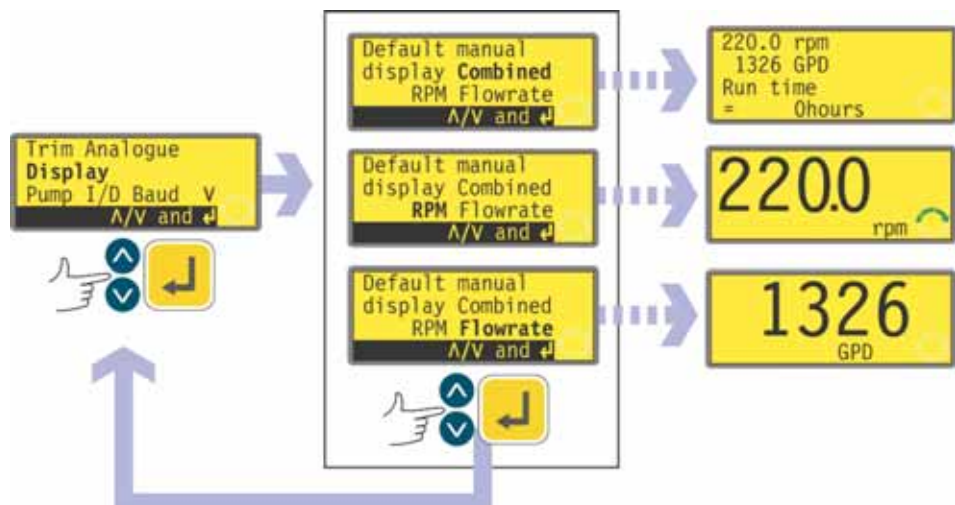 Trim Analogue
Display
Pump I/D Baud V
Λ/V and ↲
Default manual
display Combined
RPM Flowrate
Λ/V and ↲
Default manual
display Combined
RPM Flowrate
Λ/V and ↲
Default manual
display Combined
RPM Flowrate
Λ/V and ↲
220.0 rpm
1326 GPD
Run time
= 0hours
220.0
rpm
1326
GPD